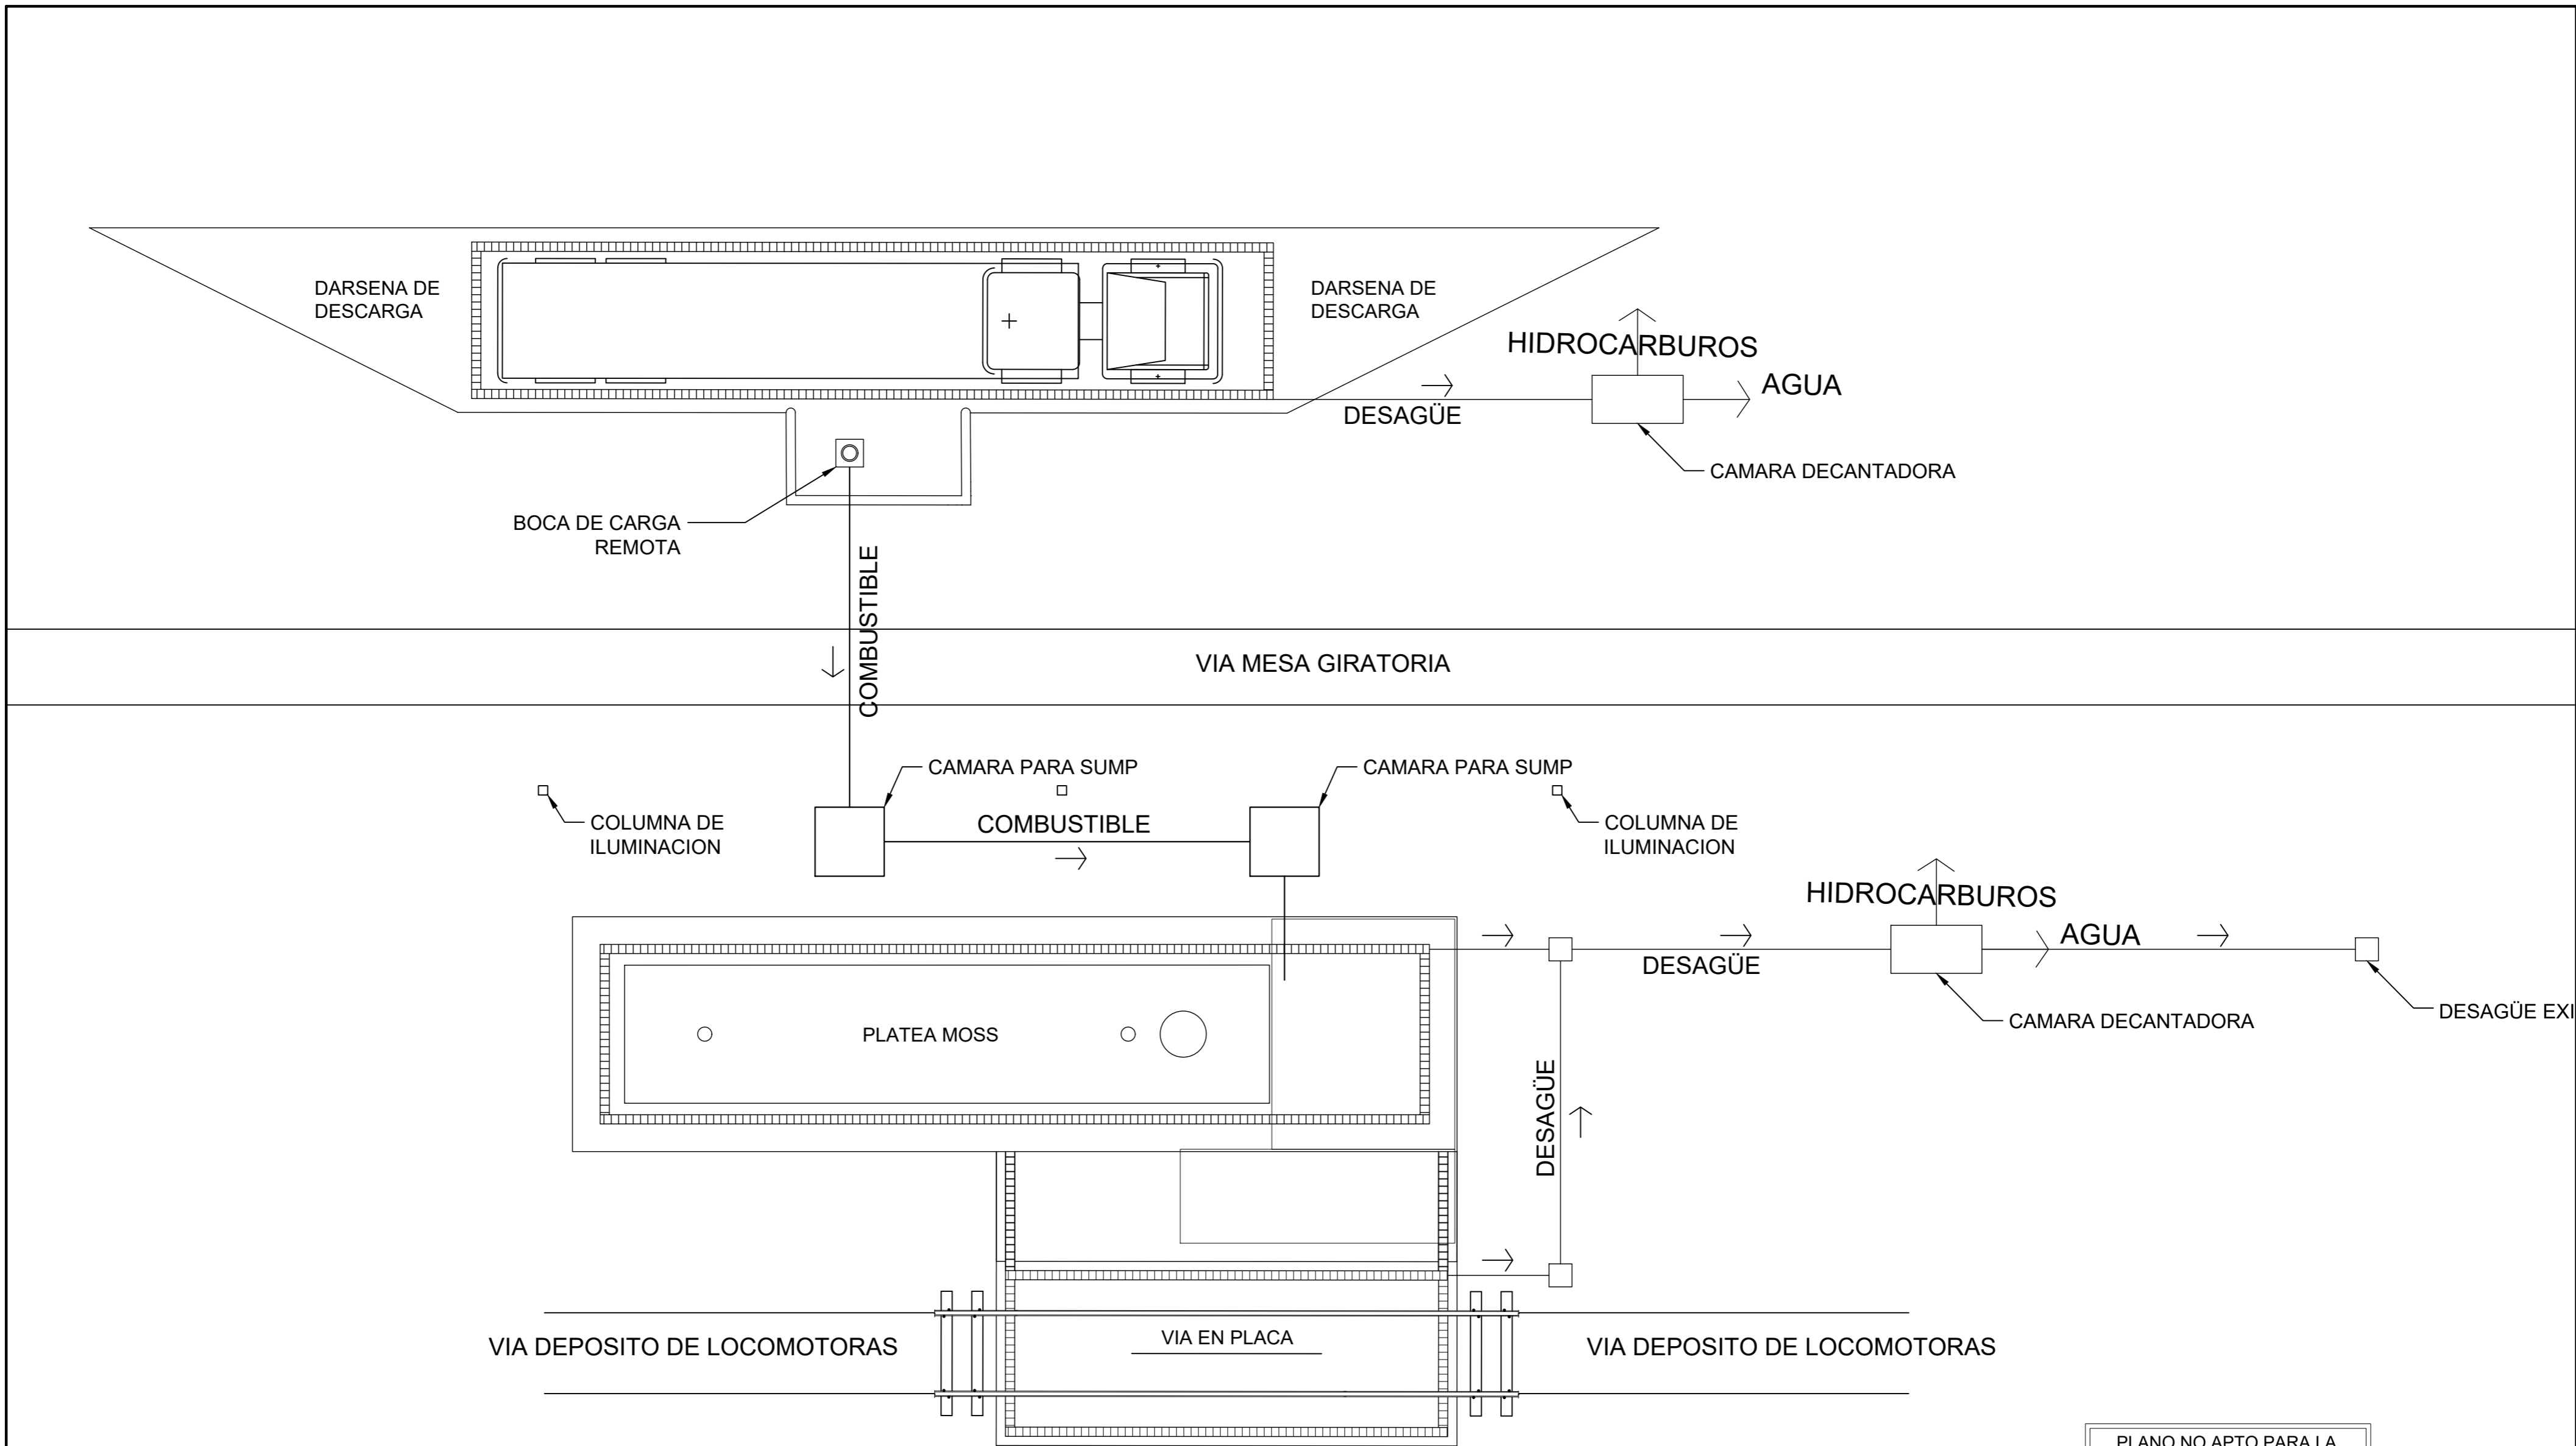 DARSENA DE
DESCARGA
DARSENA DE
DESCARGA
HIDROCARBUROS
AGUA
DESAGÜE
CAMARA DECANTADORA
BOCA DE CARGA
REMOTA
COMBUSTIBLE
VIA MESA GIRATORIA
CAMARA PARA SUMP
CAMARA PARA SUMP
COLUMNA DE
ILUMINACION
COMBUSTIBLE
COLUMNA DE
ILUMINACION
HIDROCARBUROS
AGUA
DESAGÜE
CAMARA DECANTADORA
DESAGÜE EXI
PLATEA MOSS
DESAGÜE
VIA DEPOSITO DE LOCOMOTORAS
VIA EN PLACA
VIA DEPOSITO DE LOCOMOTORAS
PLANO NO APTO PARA LA